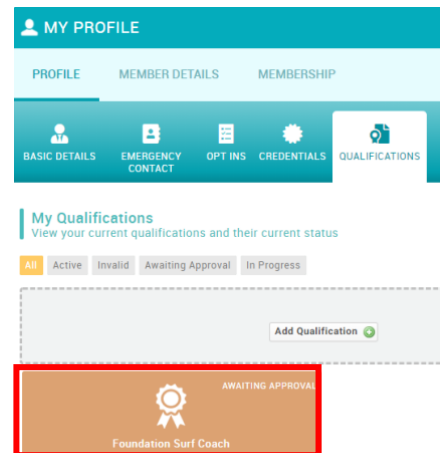 MY PROFILE
PROFILE MEMBER DETAILS MEMBERSHIP
BASIC DETAILS EMERGENCY CONTACT OPT INS CREDENTIALS QUALIFICATIONS
My Qualifications
View your current qualifications and their current status
All Active Invalid Awaiting Approval In Progress
Add Qualification
AWAITING APPROVAL
Foundation Surf Coach